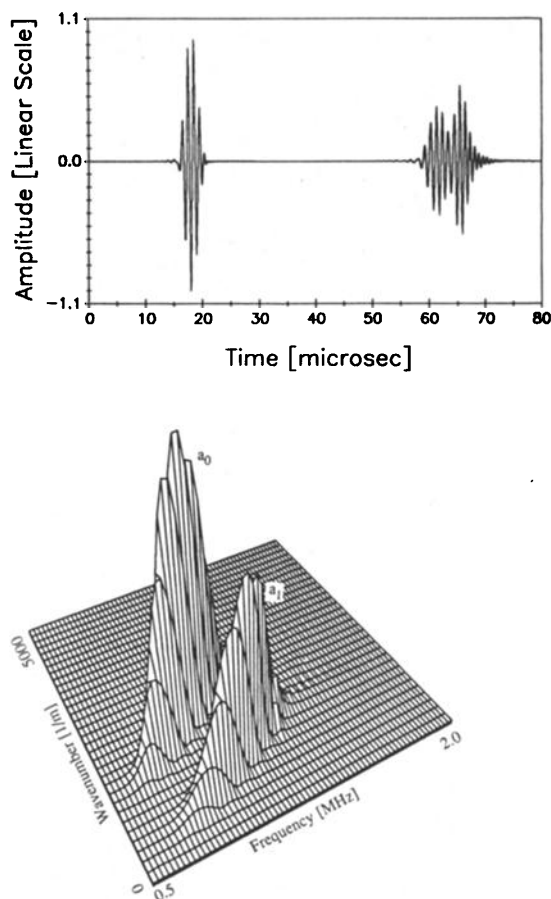 1.1
Amplitude [Linear Scale]
0.0
-1.1
0 10 20 30 40 50 60 70 80
Time [microsec]
a0
a1
5000
Wavenumber [1/m]
0
0.5
Frequency [MHz]
2.0